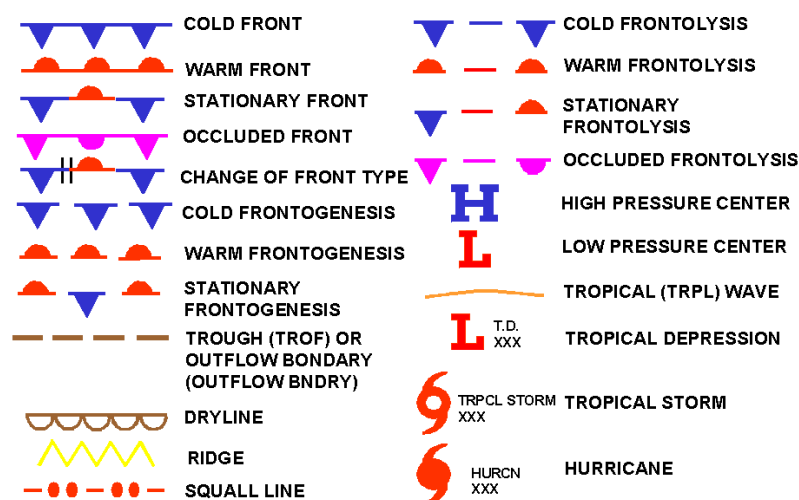 COLD FRONT
WARM FRONT
STATIONARY FRONT
OCCLUDED FRONT
CHANGE OF FRONT TYPE
COLD FRONTOGENESIS
WARM FRONTOGENESIS
STATIONARY
FRONTOGENESIS
TROUGH (TROF) OR
OUTFLOW BONDARY
(OUTFLOW BNDRY)
DRYLINE
RIDGE
SQUALL LINE
COLD FRONTOLYSIS
WARM FRONTOLYSIS
STATIONARY
FRONTOLYSIS
OCCLUDED FRONTOLYSIS
H HIGH PRESSURE CENTER
L LOW PRESSURE CENTER
TROPICAL (TRPL) WAVE
L T.D.
XXX
TROPICAL DEPRESSION
TRPCL STORM
XXX
TROPICAL STORM
HURCN
XXX
HURRICANE